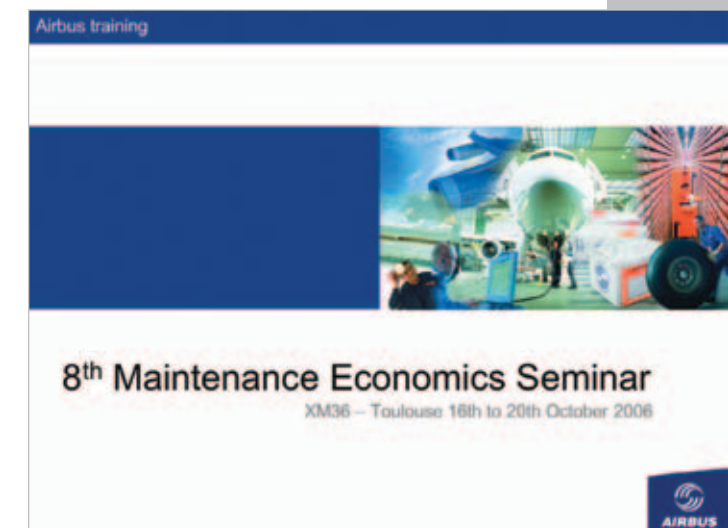 Airbus training
8th Maintenance Economics Seminar
XM36 – Toulouse 16th to 20th October 2006
AIRBUS